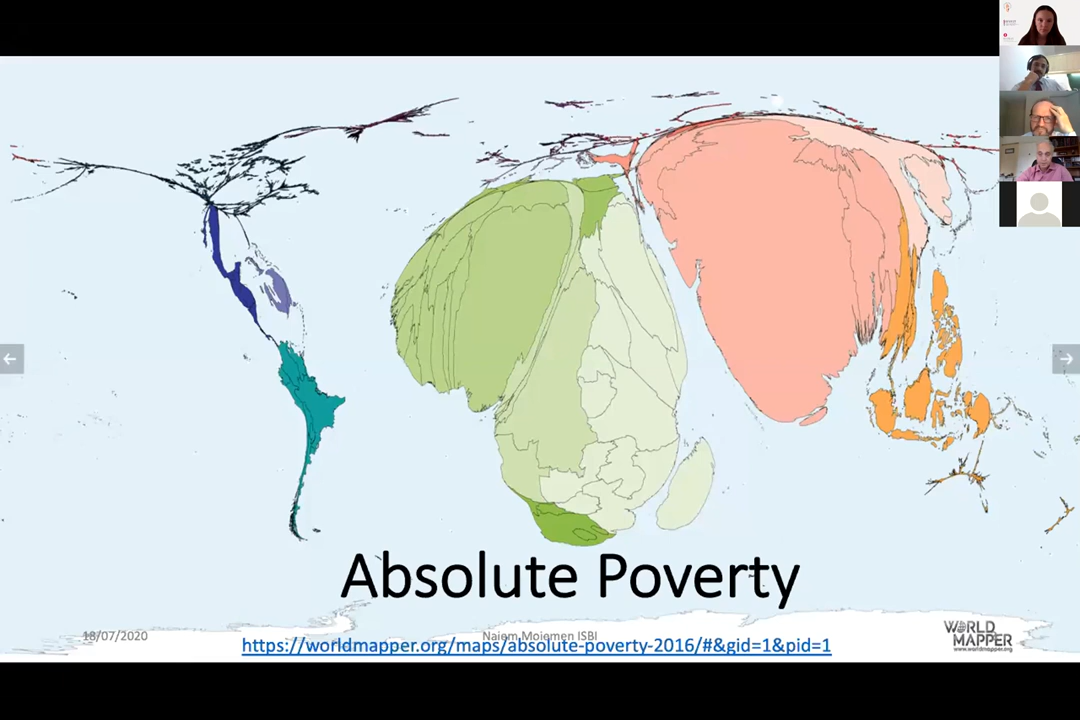 Absolute Poverty
18/07/2020
Naiem Moiemen ISBI
https://worldmapper.org/maps/absolute-poverty-2016/#&gid=1&pid=1
WORLD
MAPPER
www.worldmapper.org